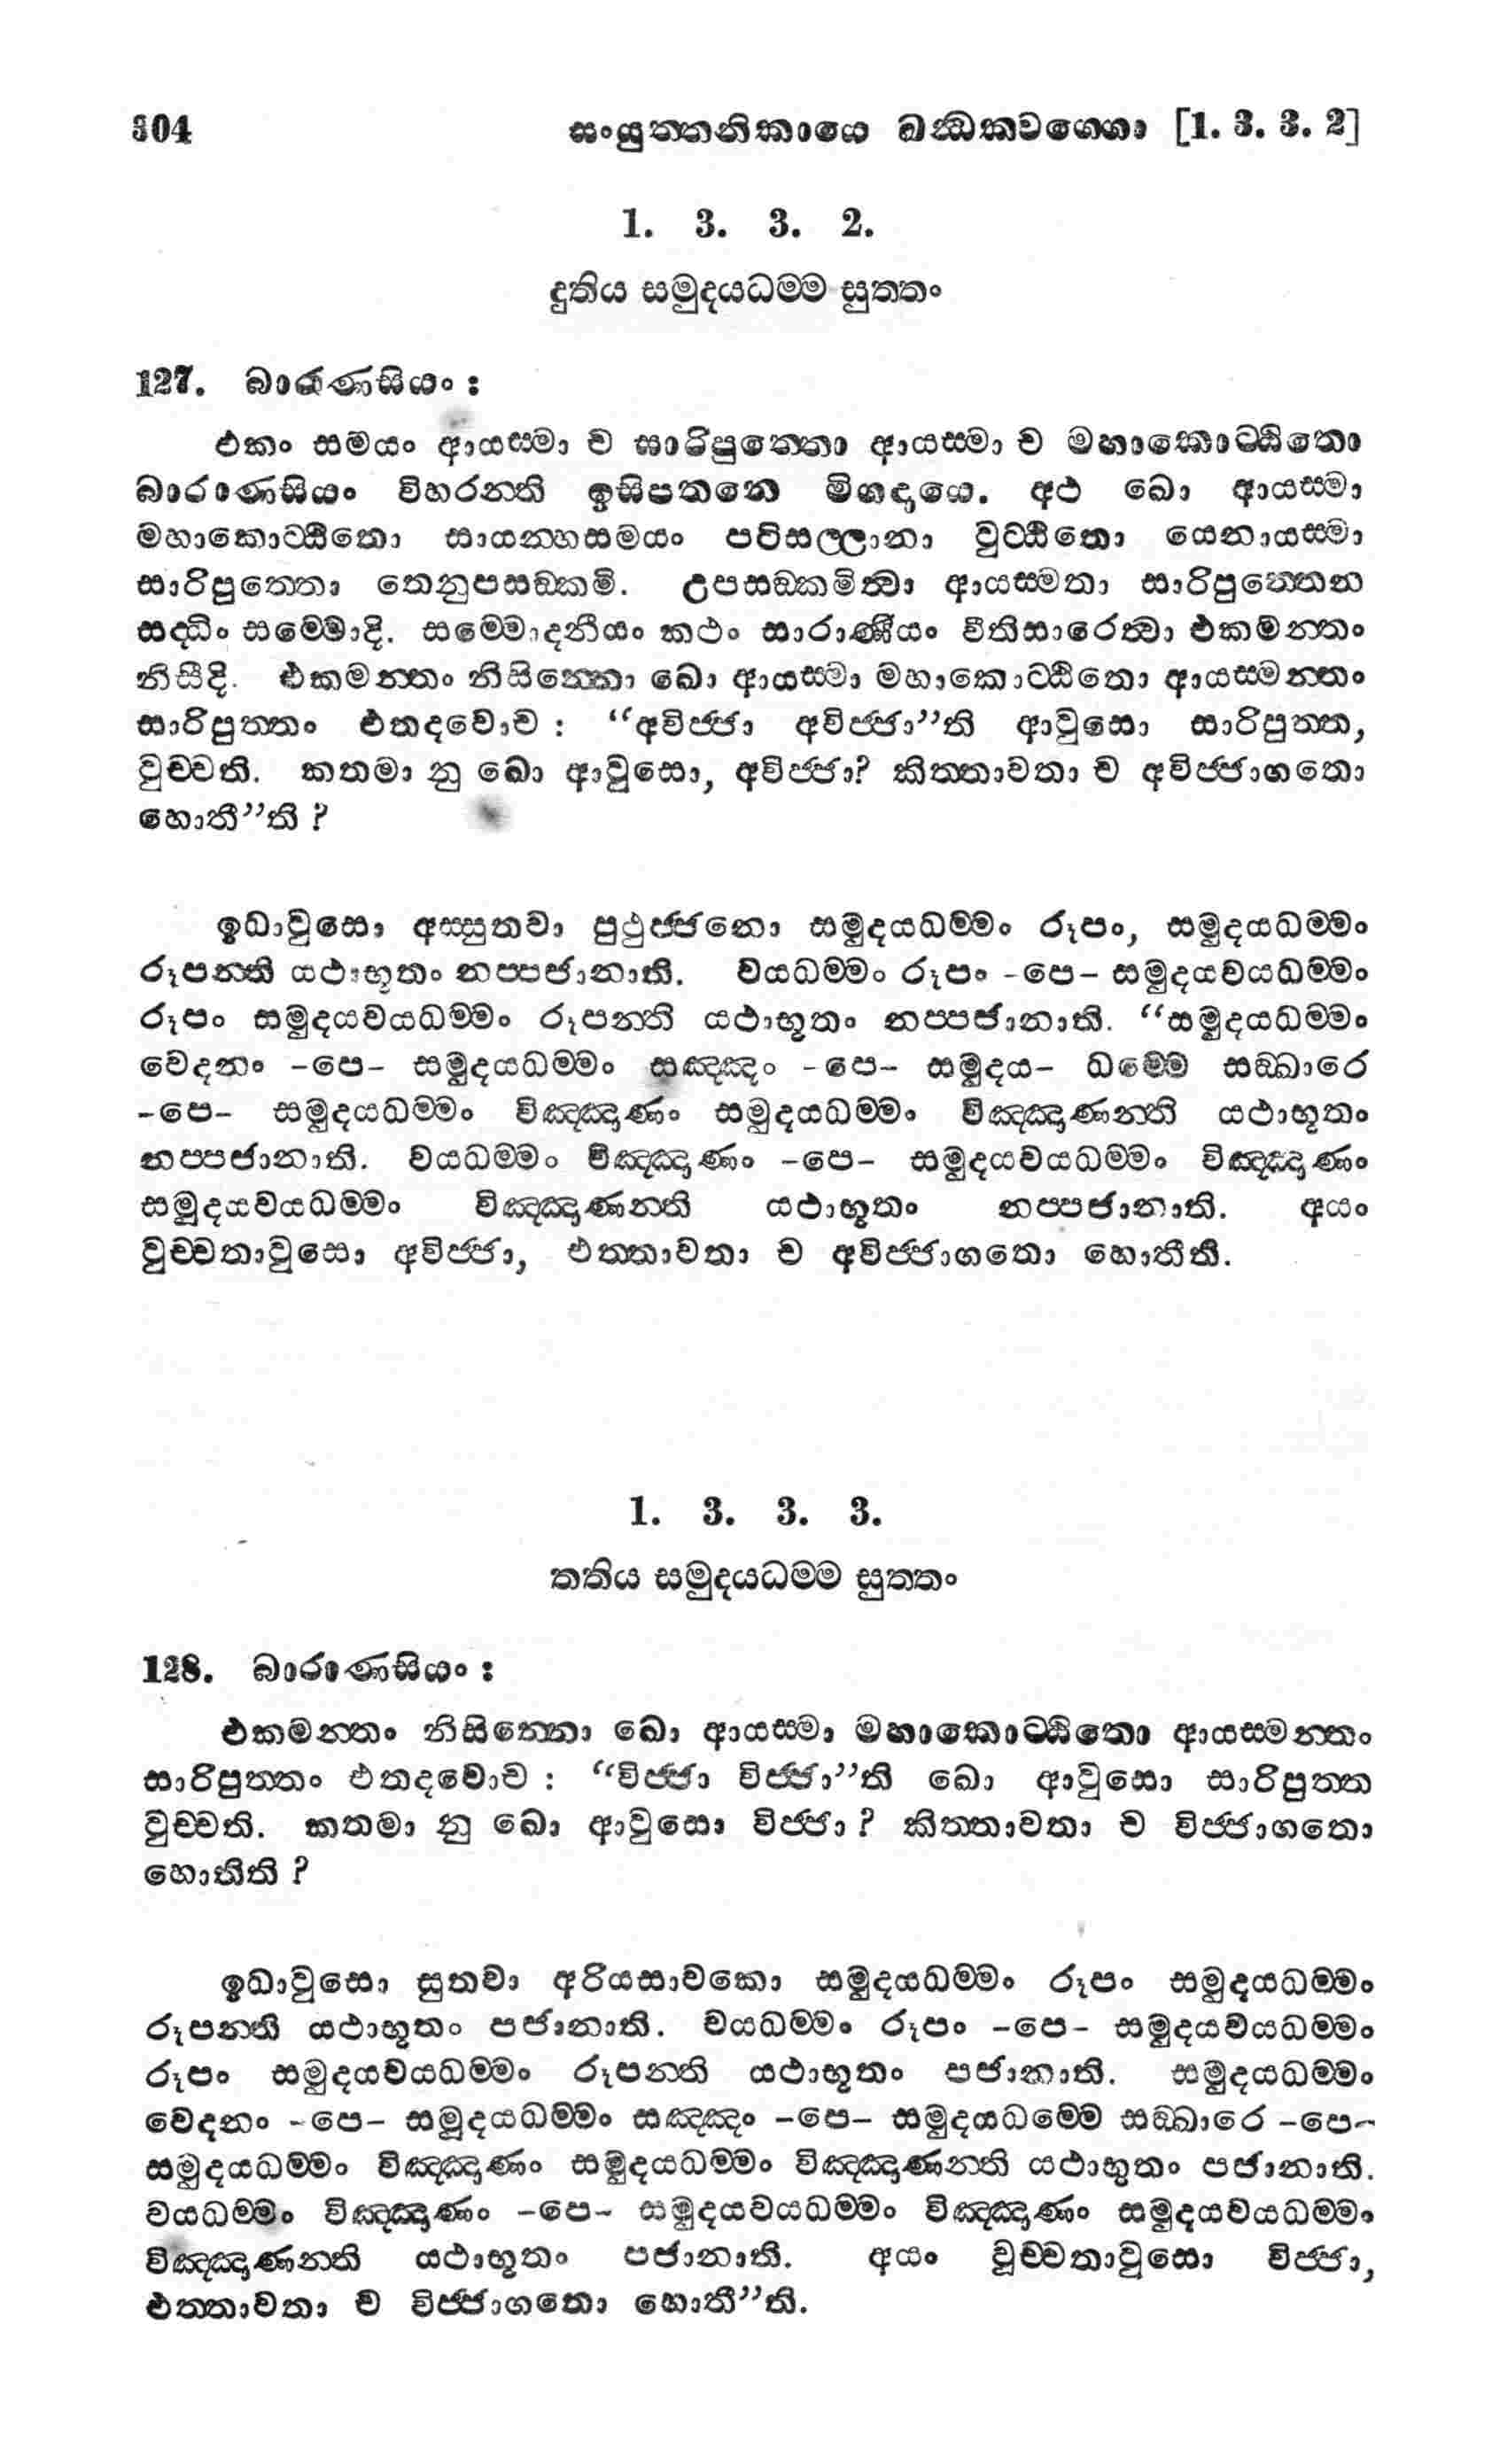 304 සංයුත්තනිකායෙ ඛන්ධකවග්ගො [1. 3. 3. 2]
1. 3. 3. 2.
දුතිය සමුදයධම්ම සුත්තං
127. බාරාණසියං :
එකං සමයං ආයස්මා ච සාරිපුත්තො ආයස්මා ච මහාකොට්ඨිතො
බාරාණසියං විහරන්ති ඉසිපතනෙ මිගදායෙ. අථ ඛො ආයස්මා
මහාකොට්ඨිතො සායන්හසමයං පටිසල්ලානා වුට්ඨිතො යෙනායස්මා
සාරිපුත්තො තෙනුපසඞ්කමි. උපසඞ්කමිත්වා ආයස්මතා සාරිපුත්තෙන
සද්ධිං සම්මොදි. සම්මොදනීයං කථං සාරාණීයං වීතිසාරෙත්වා එකමන්තං
නිසීදි. එකමන්තං නිසින්නො ඛො ආයස්මා මහාකොට්ඨිතො ආයස්මන්තං
සාරිපුත්තං එතදවොච : “අවිජ්ජා අවිජ්ජා”ති ආවුසො සාරිපුත්ත,
වුච්චති. කතමා නු ඛො ආවුසො, අවිජ්ජා? කිත්තාවතා ච අවිජ්ජාගතො
හොතී”ති ?
ඉධාවුසො අස්සුතවා පුථුජ්ජනො සමුදයධම්මං රූපං, සමුදයධම්මං
රූපන්ති යථාභූතං නප්පජානාති. වයධම්මං රූපං -පෙ- සමුදයවයධම්මං
රූපං සමුදයවයධම්මං රූපන්ති යථාභූතං නප්පජානාති. “සමුදයධම්මං
වෙදනං -පෙ- සමුදයධම්මං සඤ්ඤං -පෙ- සමුදය- ධම්මෙ සඞ්ඛාරෙ
-පෙ- සමුදයධම්මං විඤ්ඤාණං සමුදයධම්මං විඤ්ඤාණන්ති යථාභූතං
නප්පජානාති. වයධම්මං විඤ්ඤාණං -පෙ- සමුදයවයධම්මං විඤ්ඤාණං
සමුදයවයධම්මං විඤ්ඤාණන්ති යථාභූතං නප්පජානාති. අයං
වුච්චතාවුසො අවිජ්ජා, එත්තාවතා ච අවිජ්ජාගතො හොතීති.
1. 3. 3. 3.
තතිය සමුදයධම්ම සුත්තං
128. බාරාණසියං :
එකමන්තං නිසින්නො ඛො ආයස්මා මහාකොට්ඨිතො ආයස්මන්තං
සාරිපුත්තං එතදවොච : “විජ්ජා විජ්ජා”ති ඛො ආවුසො සාරිපුත්ත
වුච්චති. කතමා නු ඛො ආවුසො විජ්ජා ? කිත්තාවතා ච විජ්ජාගතො
හොතිති ?
ඉධාවුසො සුතවා අරියසාවකො සමුදයධම්මං රූපං සමුදයධම්මං
රූපන්ති යථාභූතං පජානාති. වයධම්මං රූපං -පෙ- සමුදයවයධම්මං
රූපං සමුදයවයධම්මං රූපන්ති යථාභූතං පජානාති. සමුදයධම්මං
වෙදනං -පෙ- සමුදයධම්මං සඤ්ඤං -පෙ- සමුදයධම්මෙ සඞ්ඛාරෙ -පෙ-
සමුදයධම්මං විඤ්ඤාණං සමුදයධම්මං විඤ්ඤාණන්ති යථාභුතං පජානාති.
වයධම්මං විඤ්ඤාණං -පෙ- සමුදයවයධම්මං විඤ්ඤාණං සමුදයවයධම්මං
විඤ්ඤාණන්ති යථාභූතං පජානාති. අයං වුච්චතාවුසො විජ්ජා,
එත්තාවතා ච විජ්ජාගතො හොතී”ති.